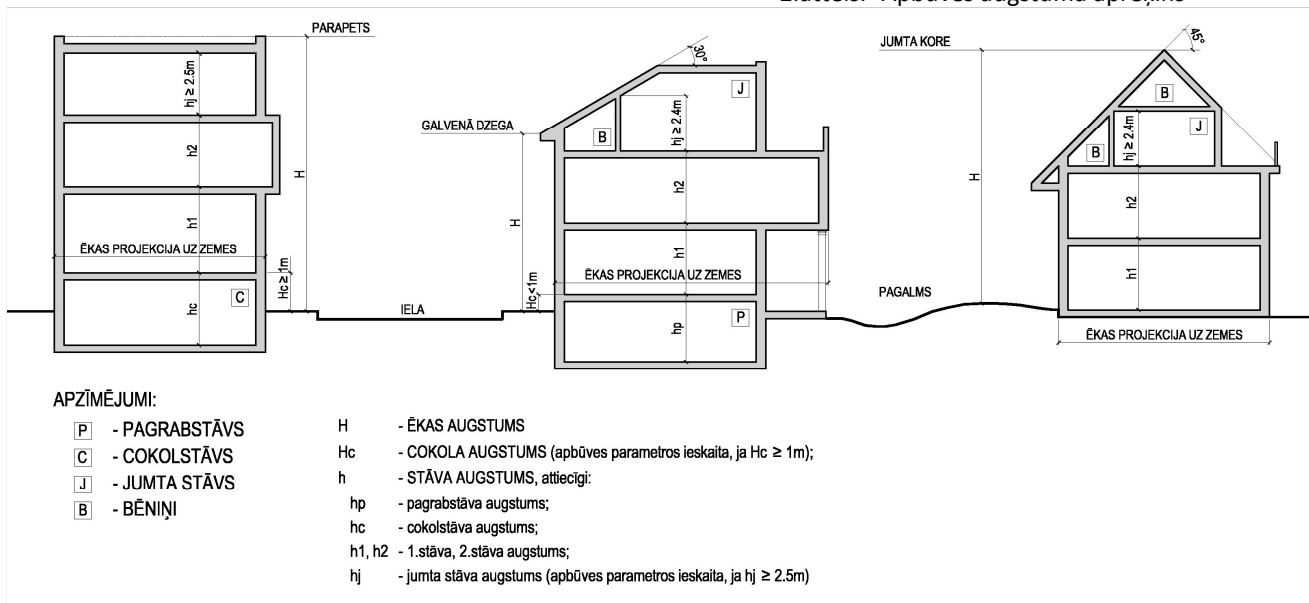 PARAPETS
hj ≥ 2.5m
h2
h1
H
ĒKAS PROJEKCIJA UZ ZEMES
Hc ≥ 1m
hc
C
IELA
30°
J
B
GALVENĀ DZEGA
hj ≥ 2.4m
H
h2
h1
ĒKAS PROJEKCIJA UZ ZEMES
Hc<1m
hp
P
PAGALMS
JUMTA KORE
45°
B
J
B
hj ≥ 2.4m
H
h2
h1
ĒKAS PROJEKCIJA UZ ZEMES
APZĪMĒJUMI:
P - PAGRABSTĀVS
C - COKOLSTĀVS
J - JUMTA STĀVS
B - BĒNIŅI
H - ĒKAS AUGSTUMS
Hc - COKOLA AUGSTUMS (apbūves parametros ieskaita, ja Hc ≥ 1m);
h - STĀVA AUGSTUMS, attiecīgi:
hp - pagrabstāva augstums;
hc - cokolstāva augstums;
h1, h2 - 1.stāva, 2.stāva augstums;
hj - jumta stāva augstums (apbūves parametros ieskaita, ja hj ≥ 2.5m)